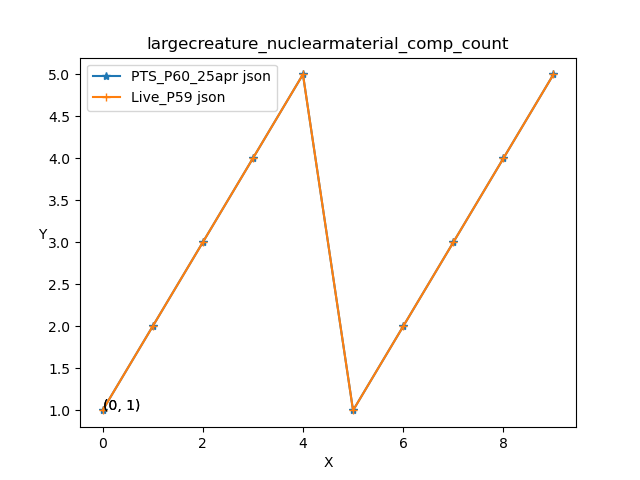 largecreature_nuclearmaterial_comp_count
PTS_P60_25apr json
Live_P59 json
5.0
4.5
4.0
3.5
3.0
2.5
2.0
1.5
1.0
Y
(0, 1)
0 2 4 6 8
X